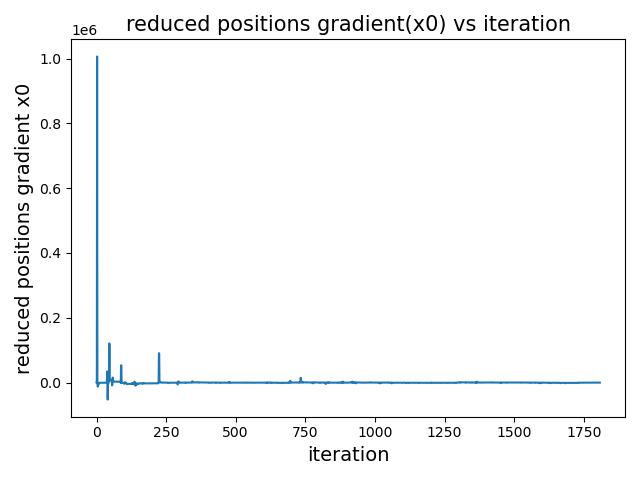 reduced positions gradient(x0) vs iteration
1e6
1.0
0.8
0.6
0.4
0.2
0.0
reduced positions gradient x0
0 250 500 750 1000 1250 1500 1750
iteration